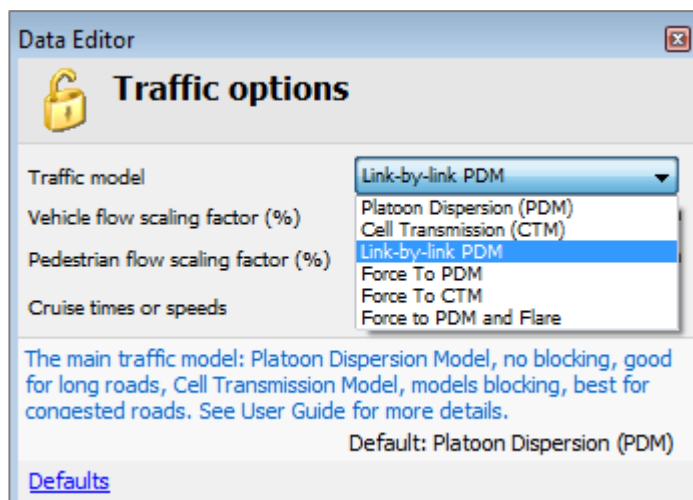 Data Editor
Traffic options
Traffic model
Link-by-link PDM
Vehicle flow scaling factor (%)
Platoon Dispersion (PDM)
Cell Transmission (CTM)
Link-by-link PDM
Pedestrian flow scaling factor (%)
Force To PDM
Force To CTM
Cruise times or speeds
Force to PDM and Flare
The main traffic model: Platoon Dispersion Model, no blocking, good
for long roads, Cell Transmission Model, models blocking, best for
congested roads. See User Guide for more details.
Default: Platoon Dispersion (PDM)
Defaults